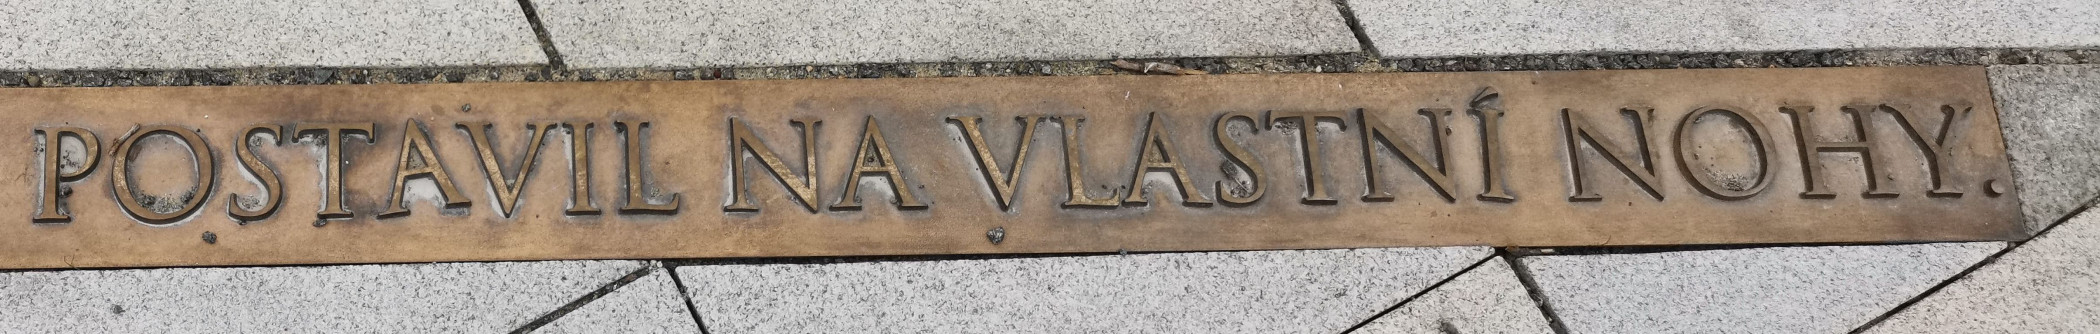 POSTAVIL NA VLASTNÍ NOHY.